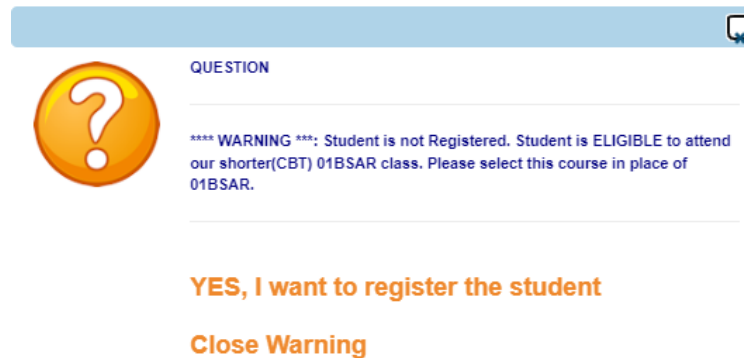 QUESTION
**** WARNING ***: Student is not Registered. Student is ELIGIBLE to attend
our shorter(CBT) 01BSAR class. Please select this course in place of
01BSAR.
YES, I want to register the student
Close Warning